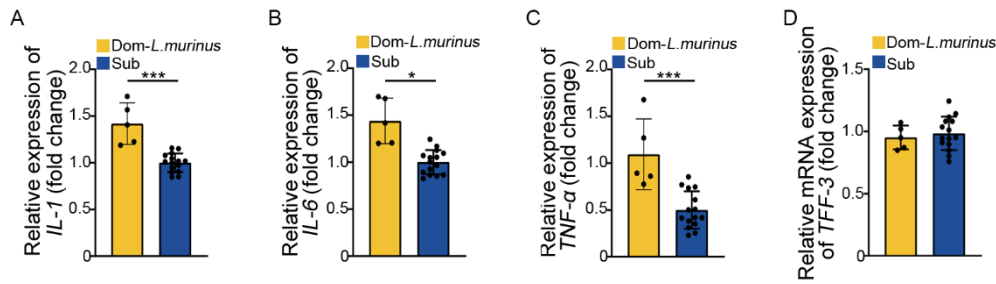 A
Dom-L.murinus
Sub
Relative expression of
IL-1 (fold change)
2.0
1.5
1.0
0.5
0
***
B
Dom-L.murinus
Sub
Relative expression of
IL-6 (fold change)
2.0
1.5
1.0
0.5
0
*
C
Dom-L.murinus
Sub
Relative expression of
TNF-α (fold change)
2.0
1.5
1.0
0.5
0
***
D
Dom-L.murinus
Sub
Relative mRNA expression
of TFF-3 (fold change)
1.5
1.0
0.5
0